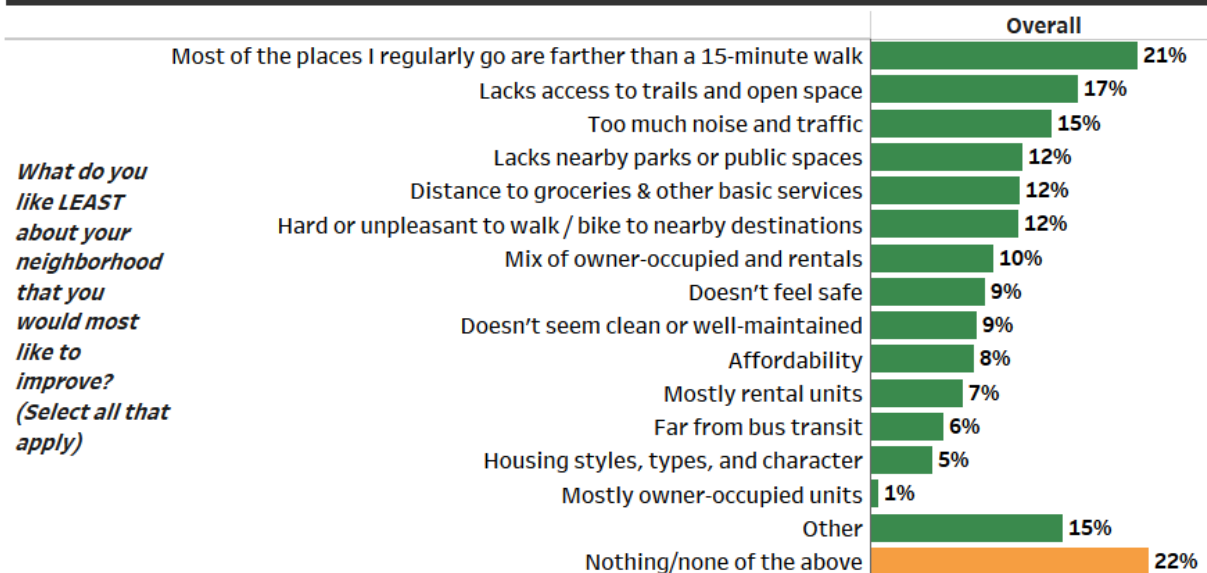 Overall
What do you
like LEAST
about your
neighborhood
that you
would most
like to
improve?
(Select all that
apply)
Most of the places I regularly go are farther than a 15-minute walk 21%
Lacks access to trails and open space 17%
Too much noise and traffic 15%
Lacks nearby parks or public spaces 12%
Distance to groceries & other basic services 12%
Hard or unpleasant to walk / bike to nearby destinations 12%
Mix of owner-occupied and rentals 10%
Doesn't feel safe 9%
Doesn't seem clean or well-maintained 9%
Affordability 8%
Mostly rental units 7%
Far from bus transit 6%
Housing styles, types, and character 5%
Mostly owner-occupied units 1%
Other 15%
Nothing/none of the above 22%